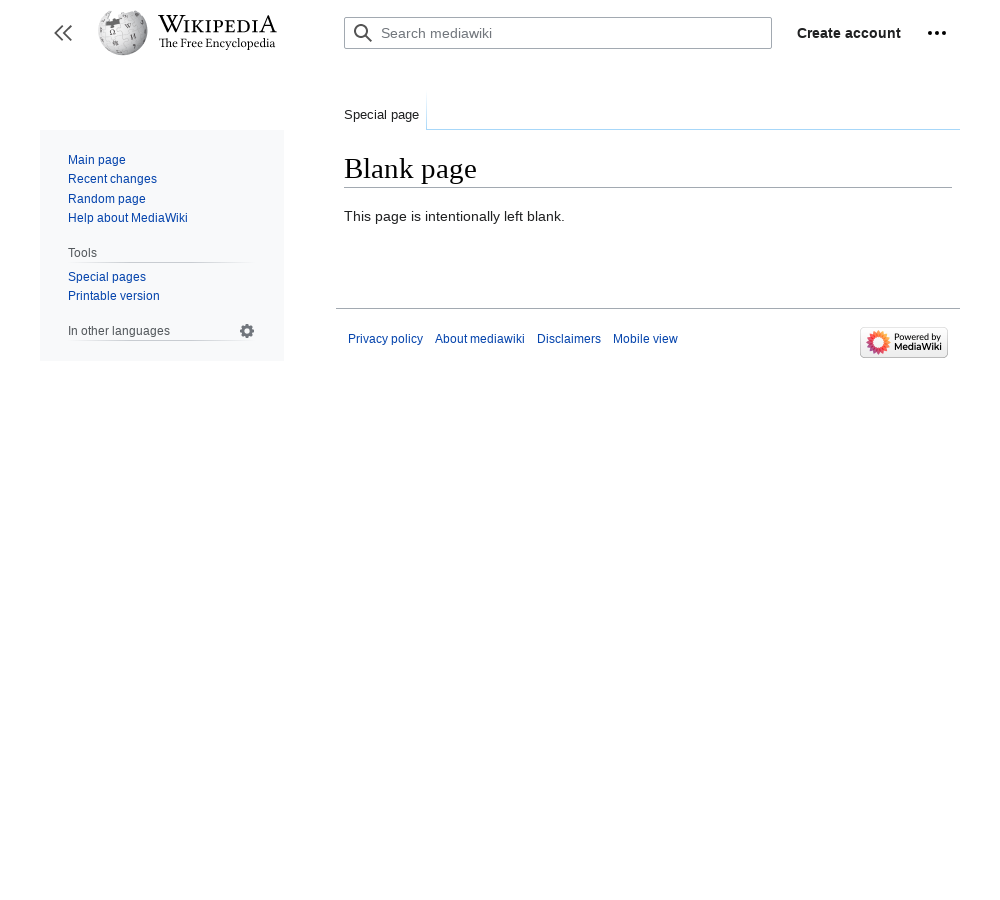 WIKIPEDIA
The Free Encyclopedia
Search mediawiki
Create account
Special page
Main page
Recent changes
Random page
Help about MediaWiki
Tools
Special pages
Printable version
In other languages
Blank page
This page is intentionally left blank.
Privacy policy About mediawiki Disclaimers Mobile view
Powered by
MediaWiki